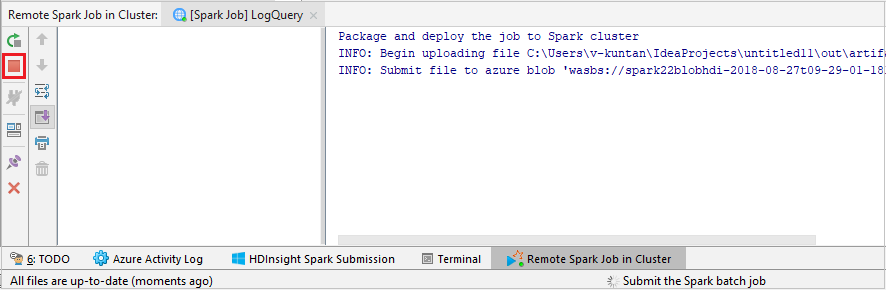 Remote Spark Job in Cluster: [Spark Job] LogQuery
Package and deploy the job to Spark cluster
INFO: Begin uploading file C:\Users\v-kuntan\IdeaProjects\untitled11\out\artifa
INFO: Submit file to azure blob 'wasbs://spark22blobhdi-2018-08-27t09-29-01-18
6: TODO Azure Activity Log HDInsight Spark Submission Terminal Remote Spark Job in Cluster
All files are up-to-date (moments ago) Submit the Spark batch job